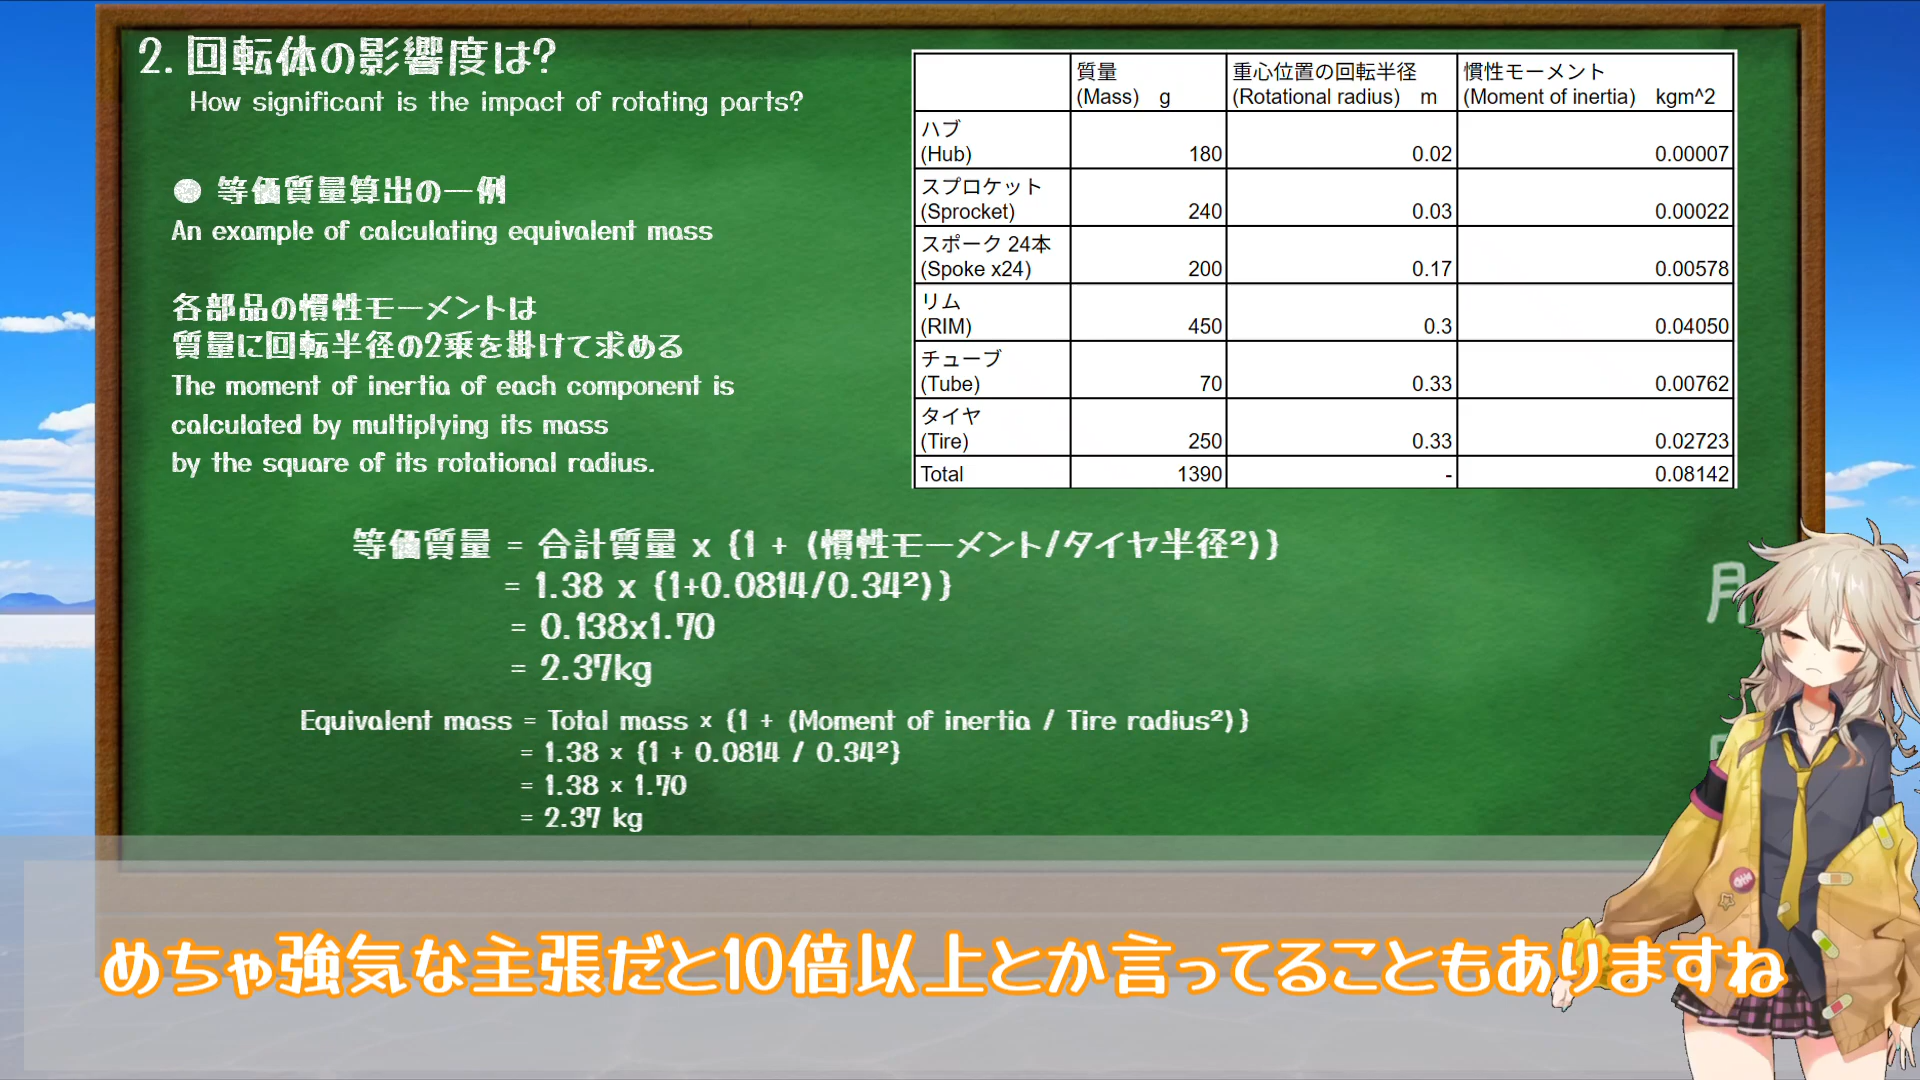 2. 回転体の影響度は?
How significant is the impact of rotating parts?
● 等価質量算出の一例
An example of calculating equivalent mass
各部品の慣性モーメントは
質量に回転半径の2乗を掛けて求める
The moment of inertia of each component is
calculated by multiplying its mass
by the square of its rotational radius.
質量 重心位置の回転半径 慣性モーメント
(Mass) g (Rotational radius) m (Moment of inertia) kgm^2
ハブ
(Hub) 180 0.02 0.00007
スプロケット
(Sprocket) 240 0.03 0.00022
スポーク 24本
(Spoke x24) 200 0.17 0.00578
リム
(RIM) 450 0.3 0.04050
チューブ
(Tube) 70 0.33 0.00762
タイヤ
(Tire) 250 0.33 0.02723
Total 1390 - 0.08142
等価質量 = 合計質量 x {1 + (慣性モーメント/タイヤ半径²)}
= 1.38 x {1+0.0814/0.34²)}
= 0.138x1.70
= 2.37kg
Equivalent mass = Total mass x {1 + (Moment of inertia / Tire radius²)}
= 1.38 x {1 + 0.0814 / 0.34²}
= 1.38 x 1.70
= 2.37 kg
月
めちゃ強気な主張だと10倍以上とか言ってることもありますね